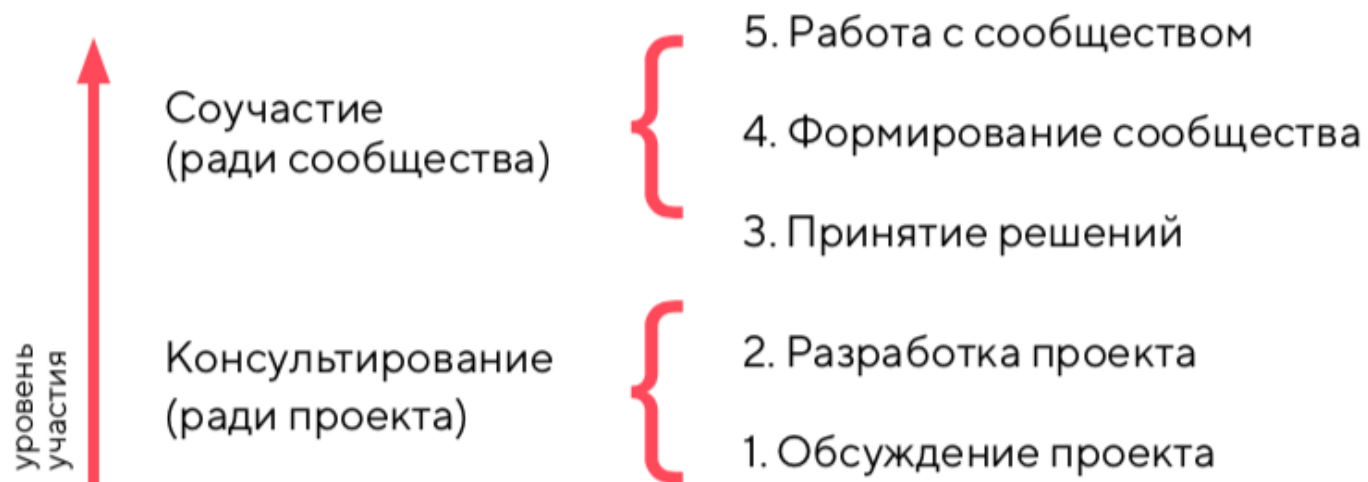 5. Работа с сообществом
Соучастие
(ради сообщества)
4. Формирование сообщества
3. Принятие решений
уровень
участия
Консультирование
(ради проекта)
2. Разработка проекта
1. Обсуждение проекта